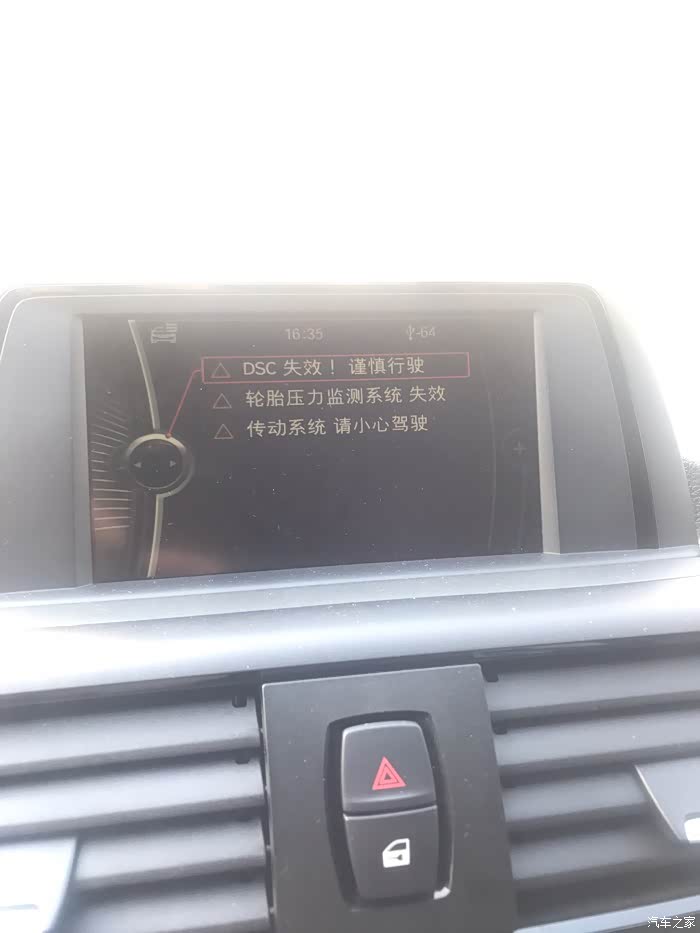 16:35
-64
DSC 失效！ 谨慎行驶
轮胎压力监测系统 失效
传动系统 请小心驾驶
汽车之家